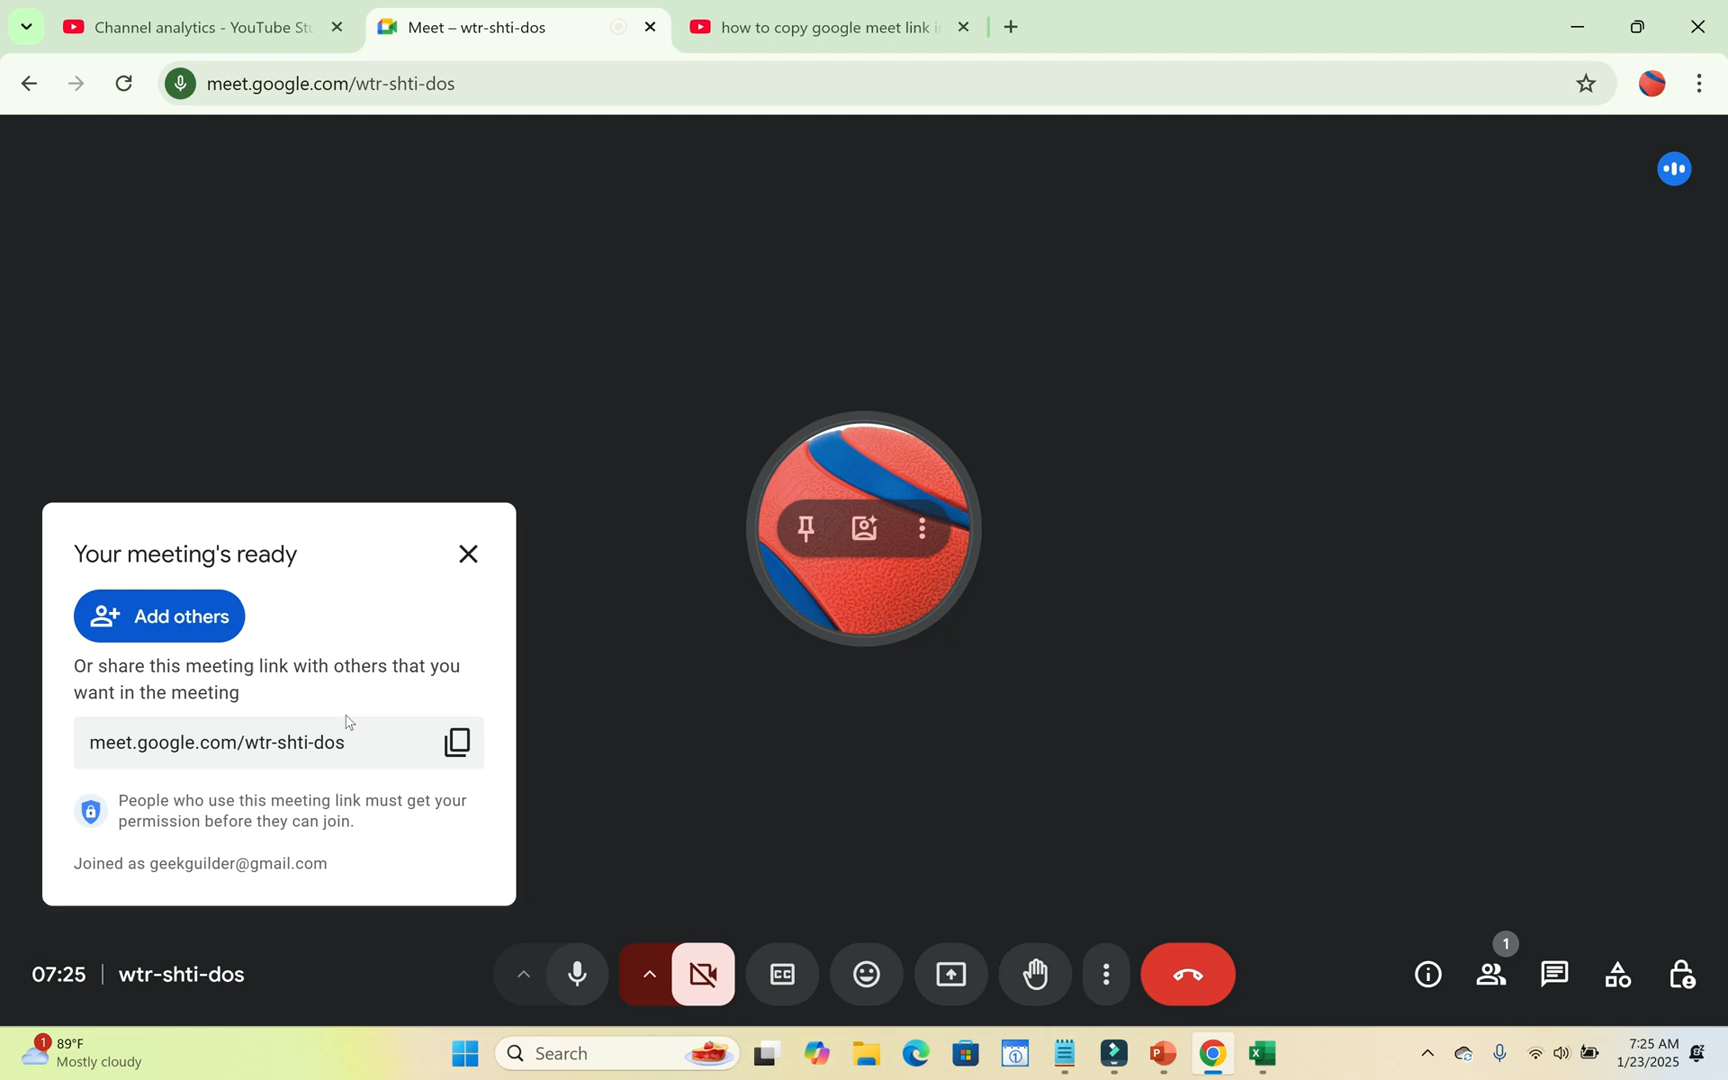 Channel analytics - YouTube Stu
Meet – wtr-shti-dos
how to copy google meet link i
meet.google.com/wtr-shti-dos
Your meeting's ready
Add others
Or share this meeting link with others that you
want in the meeting
meet.google.com/wtr-shti-dos
People who use this meeting link must get your
permission before they can join.
Joined as geekguilder@gmail.com
07:25 | wtr-shti-dos
CC
1
1
89°F
Mostly cloudy
Search
7:25 AM
1/23/2025